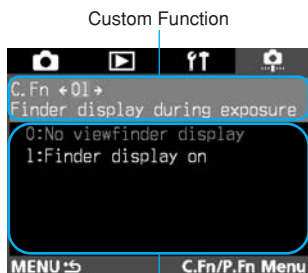 Custom Function
C.Fn ←01→
Finder display during exposure
0:No viewfinder display
1:Finder display on
MENU C.Fn/P.Fn Menu